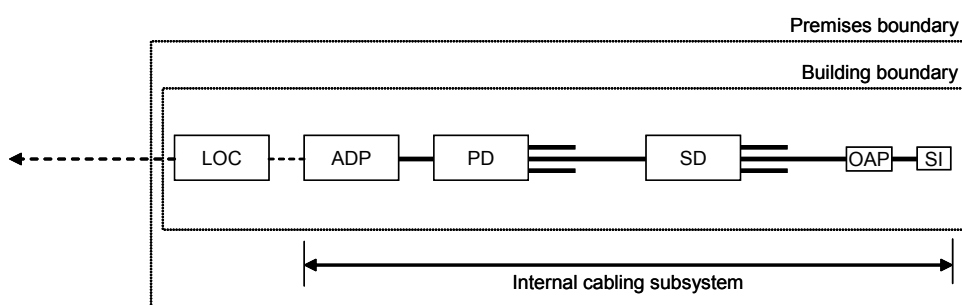 Premises boundary
Building boundary
LOC ADP PD SD OAP SI
Internal cabling subsystem